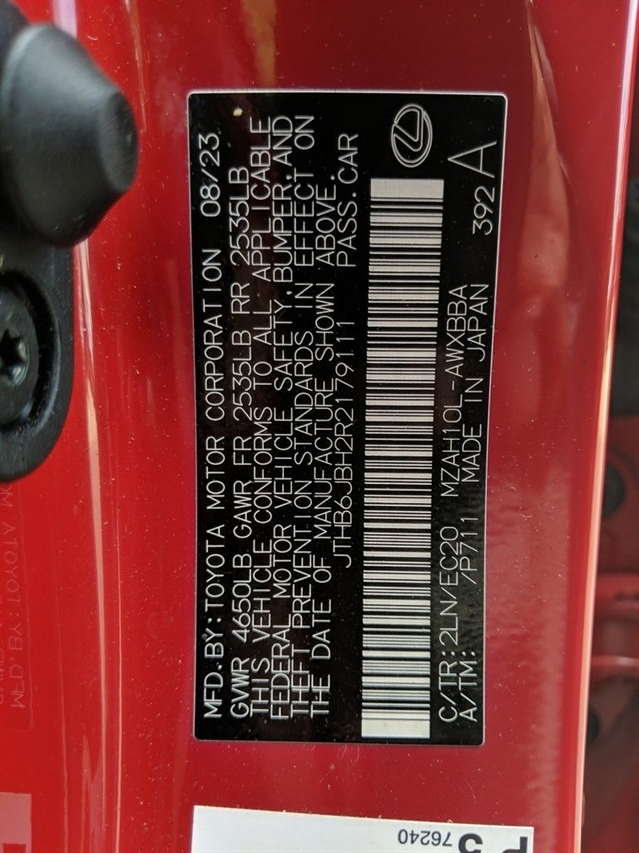 MFD.BY:TOYOTA MOTOR CORPORATION 08/23
GVWR 4650LB GAWR FR 2535LB RR 2535LB
THIS VEHICLE CONFORMS TO ALL APPLICABLE
FEDERAL MOTOR VEHICLE SAFETY,BUMPER,AND
THEFT PREVENTION STANDARDS IN EFFECT ON
THE DATE OF MANUFACTURE SHOWN ABOVE.
JTHB6JBH2R2179111 PASS.CAR
C/TR:2LN/EC20 MZAH10L-AWXBBA
A/TM: /P711 MADE IN JAPAN
392 A
76240